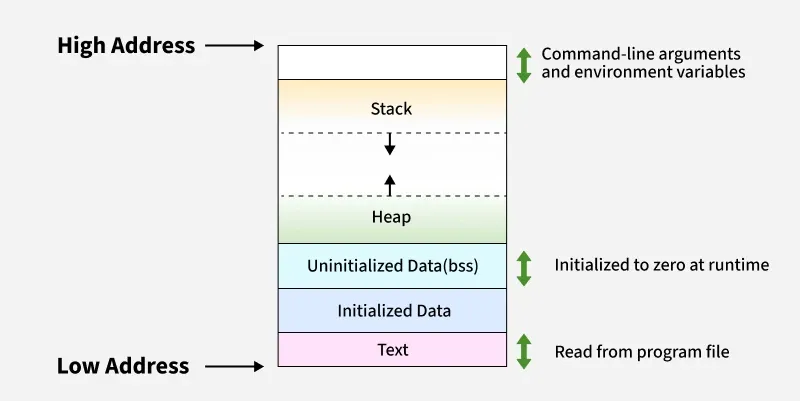 High Address
Command-line arguments
and environment variables
Stack
Heap
Uninitialized Data(bss)
Initialized to zero at runtime
Initialized Data
Text
Read from program file
Low Address